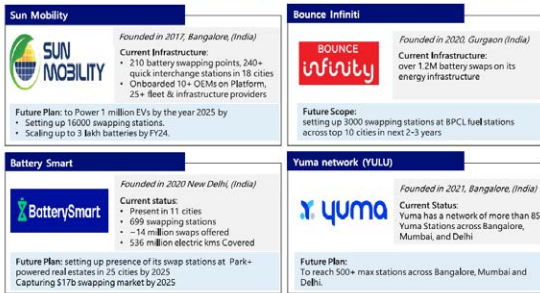 Sun Mobility
SUN
MOBILITY
Founded in 2017, Bangalore, (India)
Current Infrastructure:
• 210 battery swapping points, 240+
quick interchange stations in 18 cities
• Onboarded 10+ OEMs on Platform,
25+ fleet & infrastructure providers
Future Plan: to Power 1 million EVs by the year 2025 by
• Setting up 16000 swapping stations.
• Scaling up to 3 lakh batteries by FY24.
Bounce Infiniti
BOUNCE
infinity
Founded in 2020, Gurgaon (India)
Current Infrastructure:
over 1.2M battery swaps on its
energy infrastructure
Future Scope:
setting up 3000 swapping stations at BPCL fuel stations
across top 10 cities in next 2-3 years
Battery Smart
BatterySmart
Founded in 2020 New Delhi, (India)
Current status:
• Present in 11 cities
• 699 swapping stations
• ~14 million swaps offered
• 536 million electric kms Covered
Future Plan: setting up presence of its swap stations at Park+
powered real estates in 25 cities by 2025
Capturing $17b swapping market by 2025
Yuma network (YULU)
yuma
Founded in 2021, Bangalore, (India)
Current Status:
Yuma has a network of more than 85
Yuma Stations across Bangalore,
Mumbai, and Delhi
Future Plan:
To reach 500+ max stations across Bangalore, Mumbai and
Delhi.